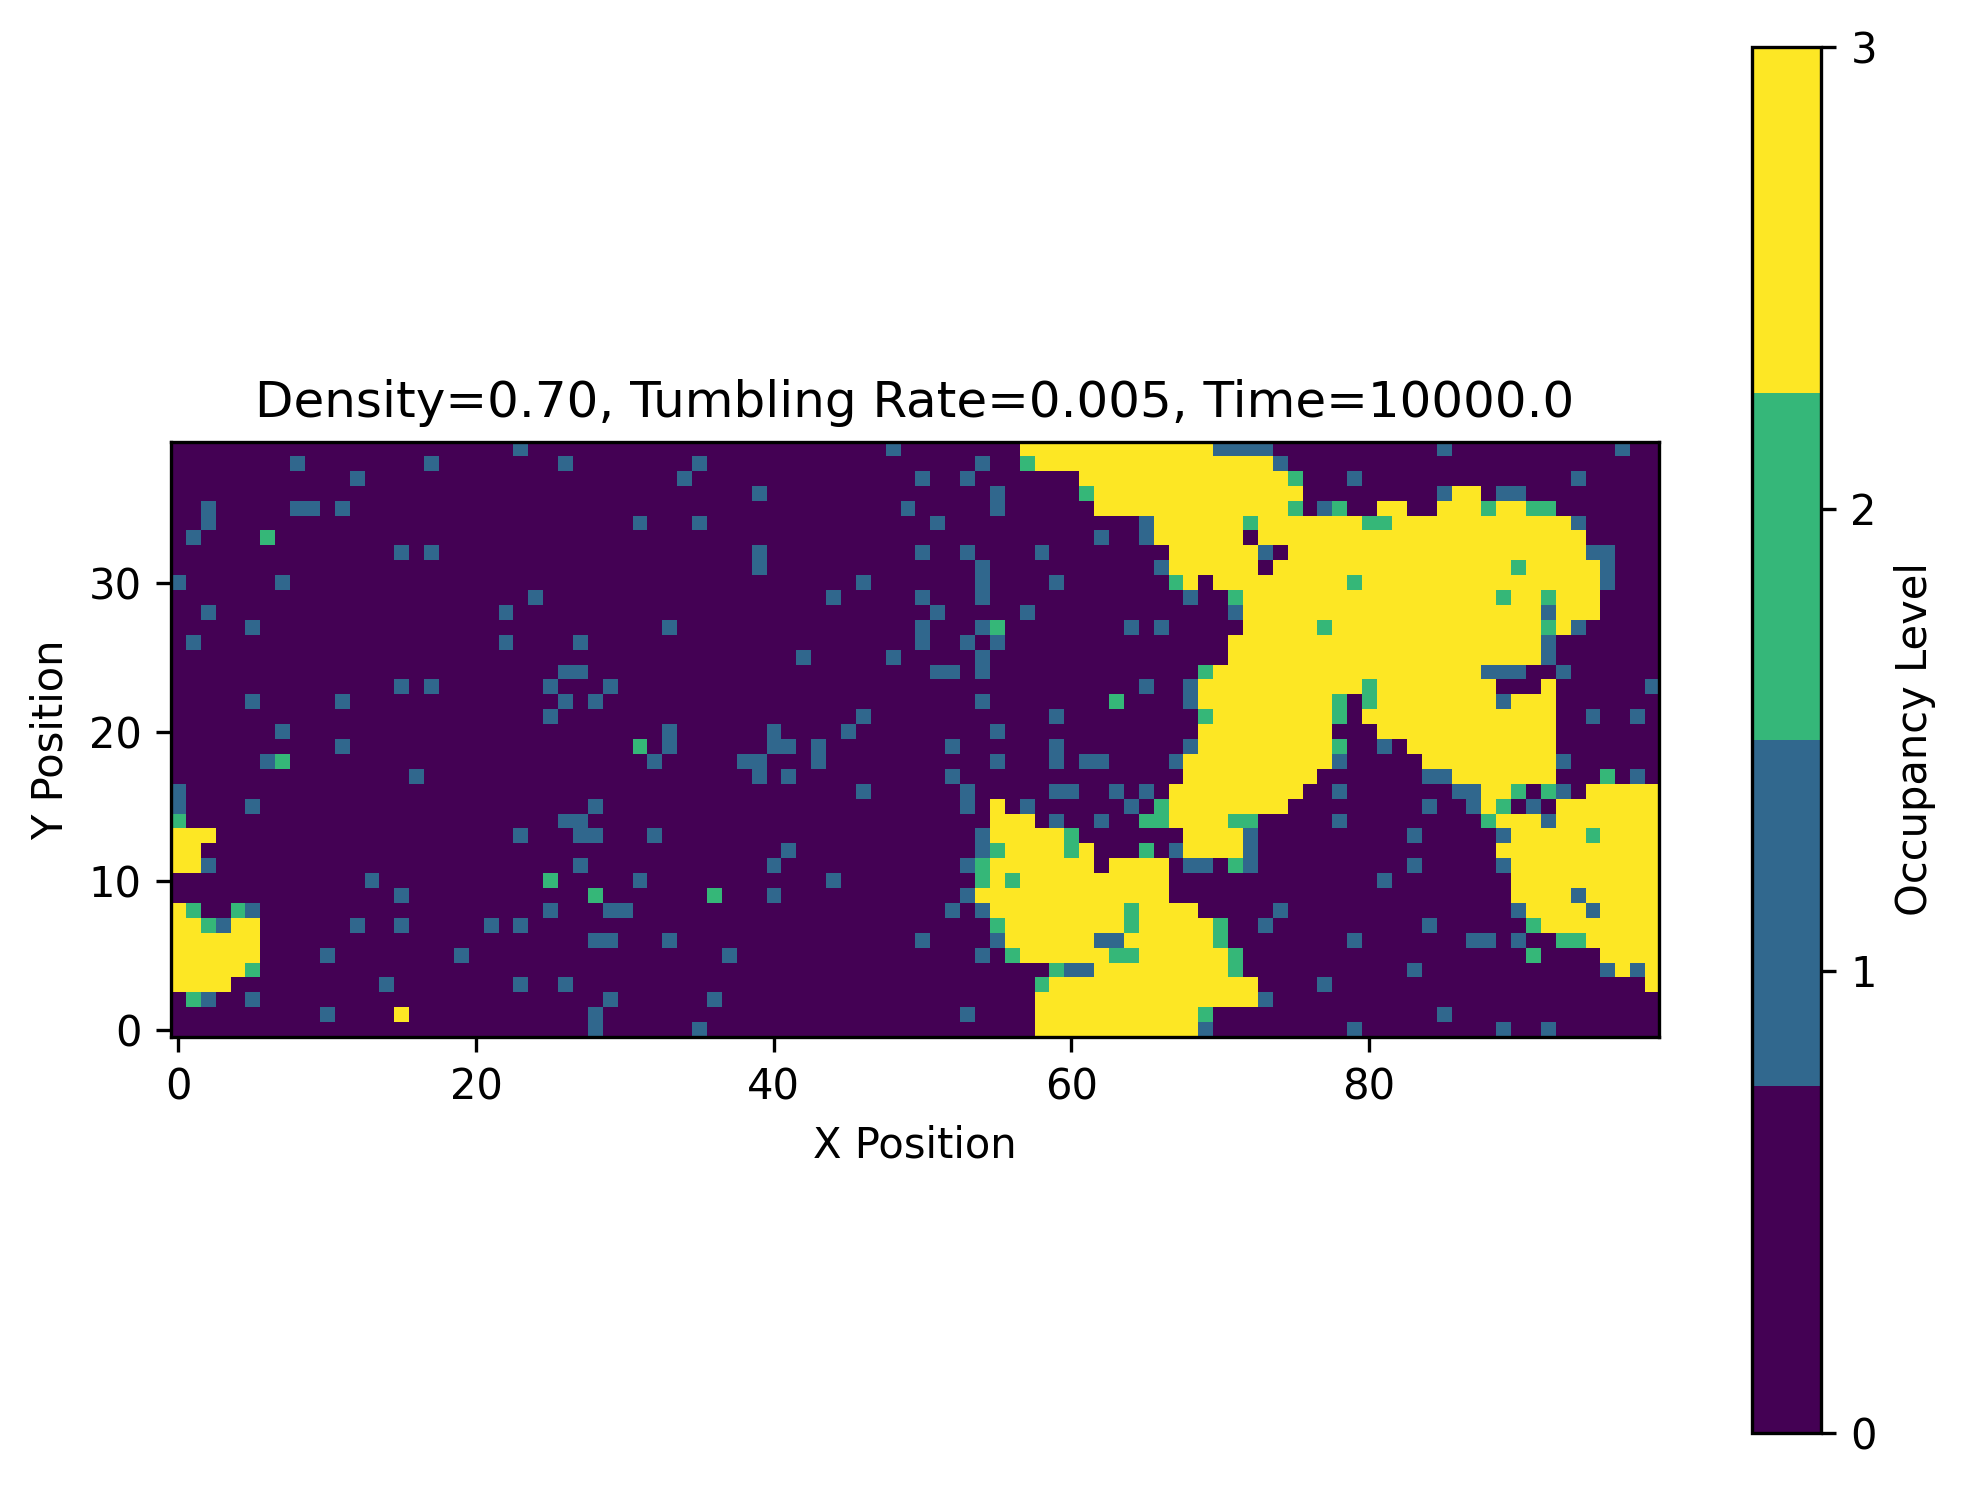 Density=0.70, Tumbling Rate=0.005, Time=10000.0
Y Position
30
20
10
0
0 20 40 60 80
X Position
3
2
1
0
Occupancy Level